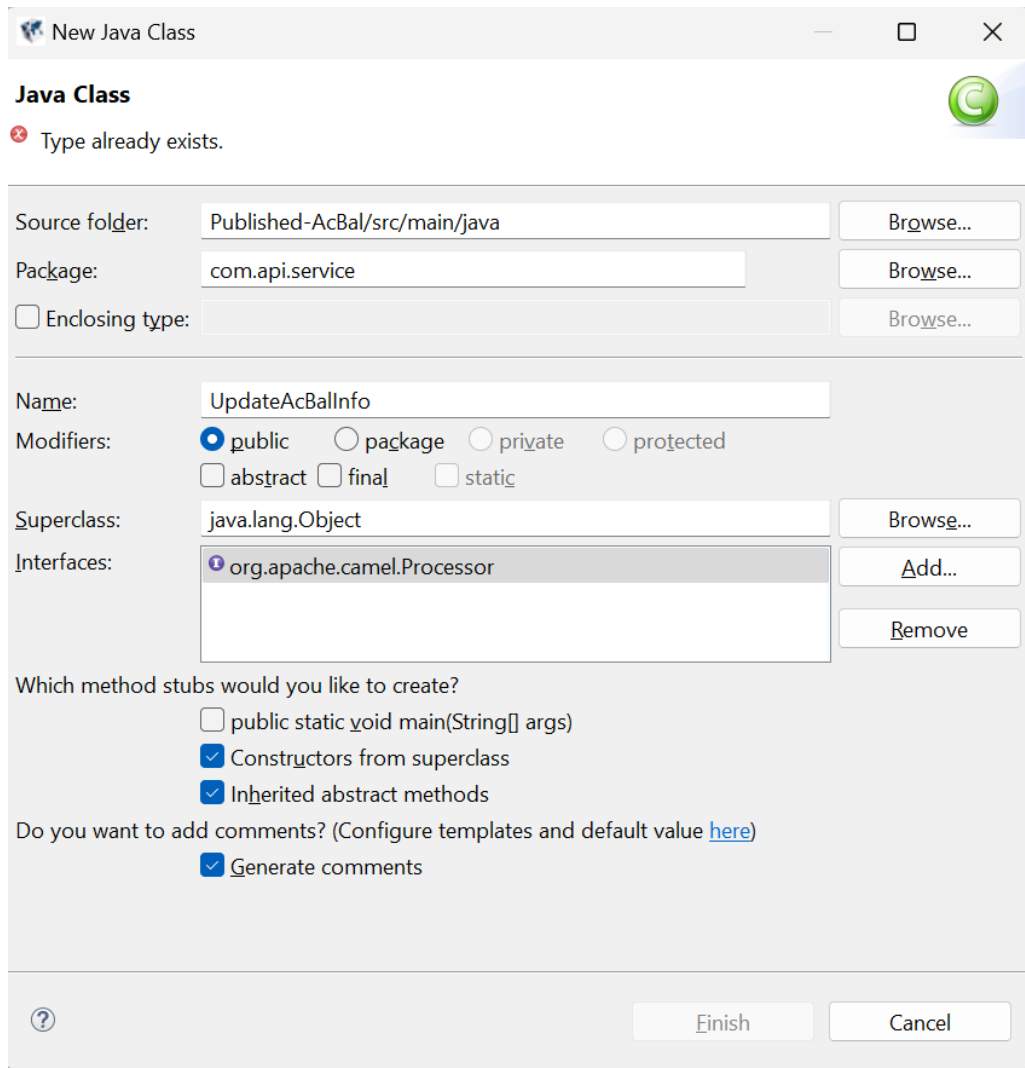 New Java Class
Java Class
Type already exists.
Source folder: Published-AcBal/src/main/java Browse...
Package: com.api.service Browse...
Enclosing type: Browse...
Name: UpdateAcBalInfo
Modifiers: public package private protected
abstract final static
Superclass: java.lang.Object Browse...
Interfaces: org.apache.camel.Processor Add...
Remove
Which method stubs would you like to create?
public static void main(String[] args)
Constructors from superclass
Inherited abstract methods
Do you want to add comments? (Configure templates and default value here)
Generate comments
Finish Cancel